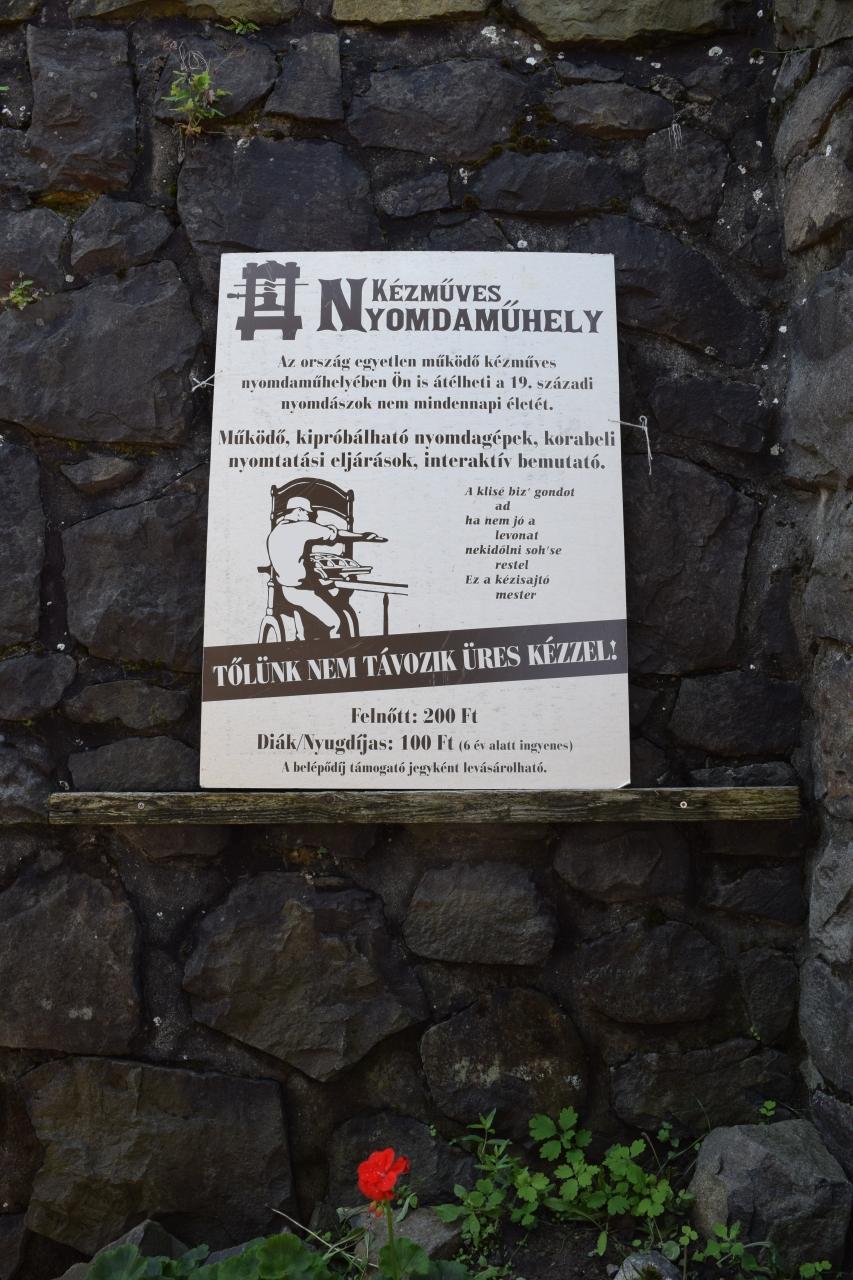 KÉZMŰVES
NYOMDAMŰHELY
Az ország egyetlen működő kézműves
nyomdaműhelyében Ön is átélheti a 19. századi
nyomdászok nem mindennapi életét.
Működő, kipróbálható nyomdagépek, korabeli
nyomtatási eljárások, interaktív bemutató.
A klisé biz' gondot
ad
ha nem jó a
levonat
nekidőlni soh'se
restel
Ez a kézisajtó
mester
TŐLÜNK NEM TÁVOZIK ÜRES KÉZZEL!
Felnőtt: 200 Ft
Diák/Nyugdíjas: 100 Ft (6 év alatt ingyenes)
A belépődíj támogató jegyként levásárolható.